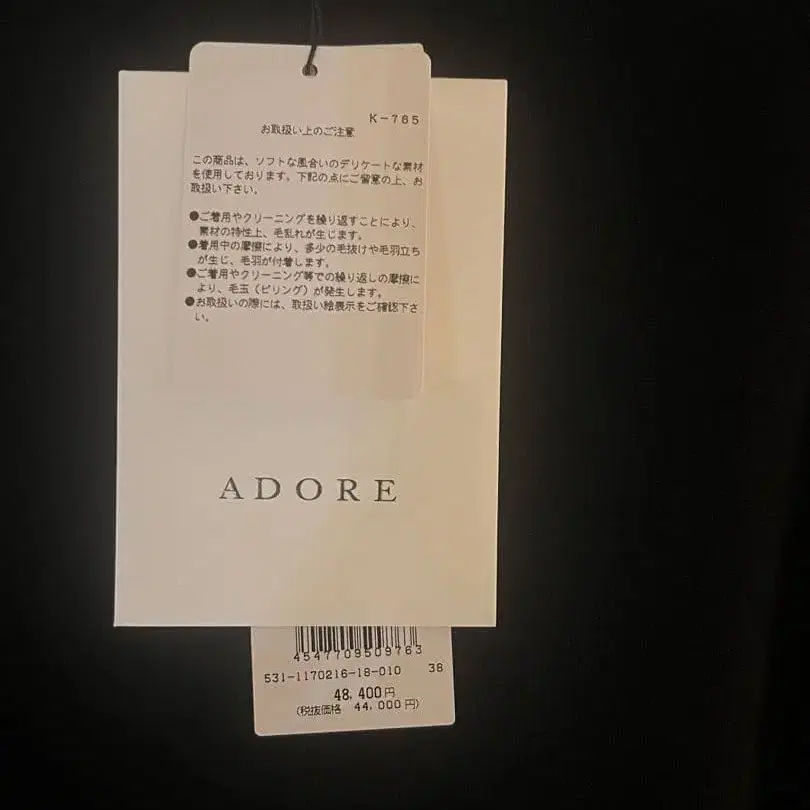 K-765
お取扱い上のご注意
この商品は、ソフトな風合いのデリケートな素材
を使用しております。下記の点にご留意の上、お
取扱い下さい。
●ご着用やクリーニングを繰り返すことにより、
素材の特性上、毛乱れが生じます。
●着用中の摩擦により、多少の毛抜けや毛羽立ち
が生じ、毛羽が付着します。
●ご着用やクリーニング等での繰り返しの摩擦に
より、毛玉（ピリング）が発生します。
●お取扱いの際には、取扱い絵表示をご確認下さ
い。
ADORE
4547709509763
531-1170216-18-010 38
48,400円
(税抜価格 44,000円)